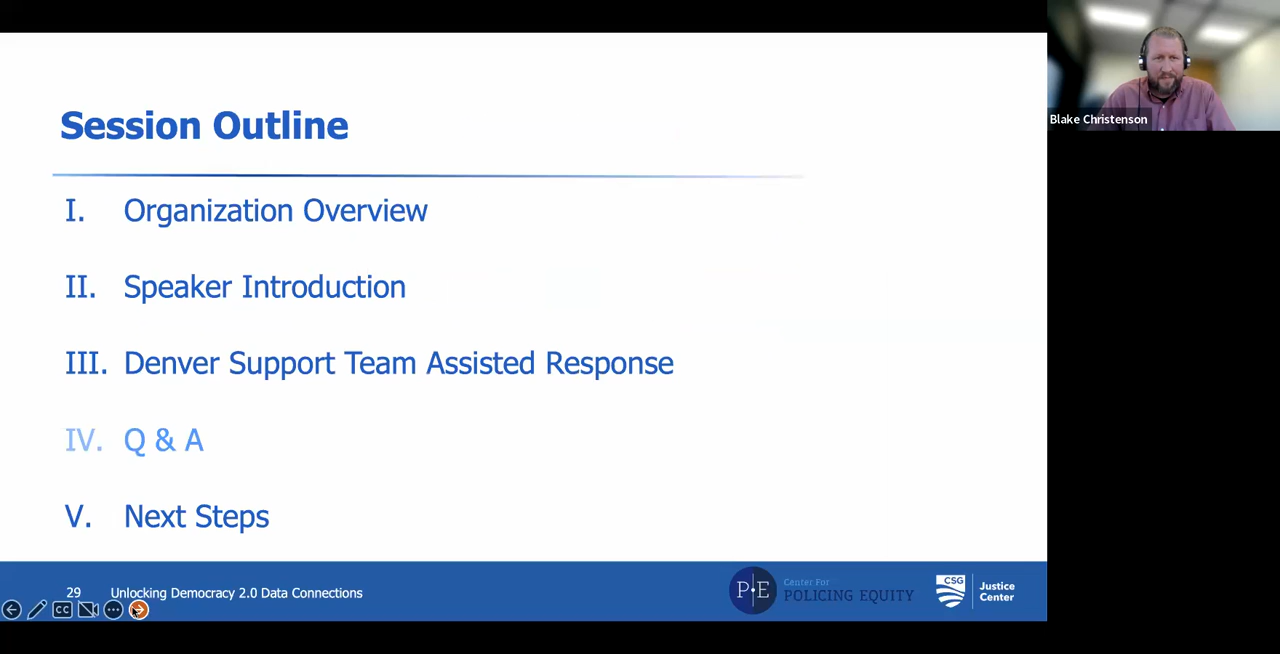 Session Outline
I. Organization Overview
II. Speaker Introduction
III. Denver Support Team Assisted Response
IV. Q & A
V. Next Steps
29 Unlocking Democracy 2.0 Data Connections
P E
Center For
POLICING EQUITY
CSG
Justice
Center
CC
Blake Christenson